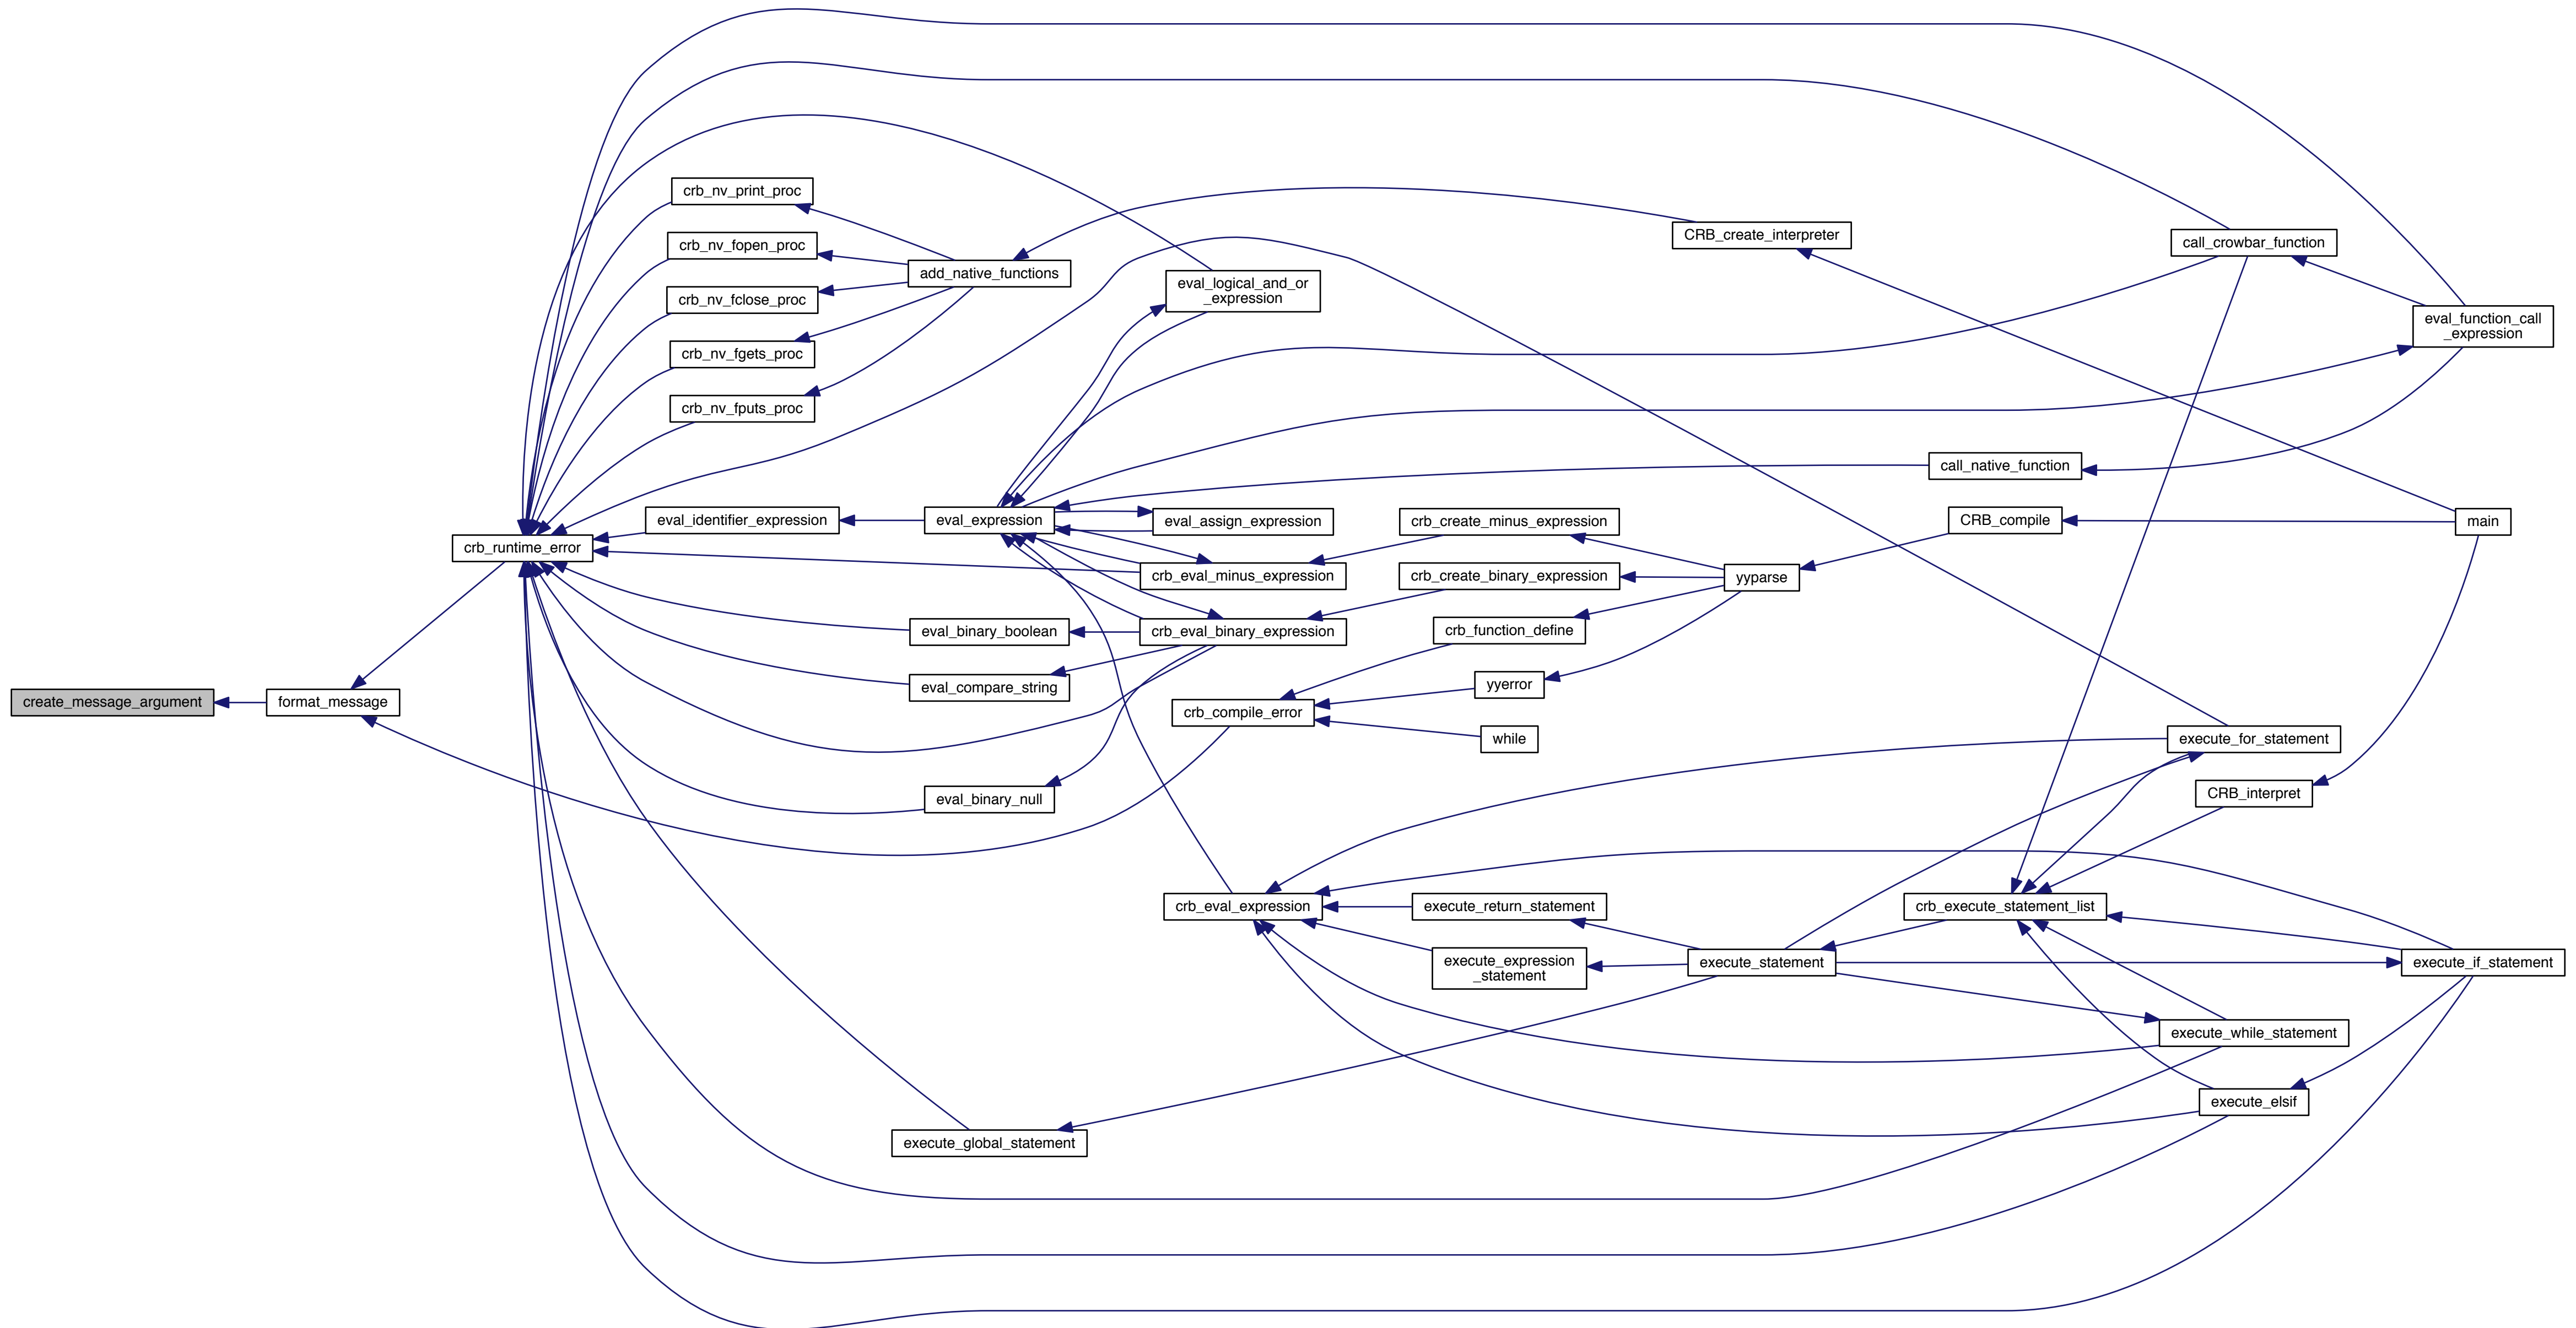 crb_nv_print_proc
CRB_create_interpreter
call_crowbar_function
crb_nv_fopen_proc
add_native_functions
eval_logical_and_or
_expression
crb_nv_fclose_proc
eval_function_call
_expression
crb_nv_fgets_proc
crb_nv_fputs_proc
call_native_function
eval_identifier_expression
eval_expression
eval_assign_expression
crb_create_minus_expression
CRB_compile
main
crb_runtime_error
crb_eval_minus_expression
crb_create_binary_expression
yyparse
eval_binary_boolean
crb_eval_binary_expression
crb_function_define
eval_compare_string
yyerror
create_message_argument
format_message
crb_compile_error
while
execute_for_statement
eval_binary_null
CRB_interpret
crb_eval_expression
execute_return_statement
crb_execute_statement_list
execute_expression
_statement
execute_statement
execute_if_statement
execute_while_statement
execute_elsif
execute_global_statement